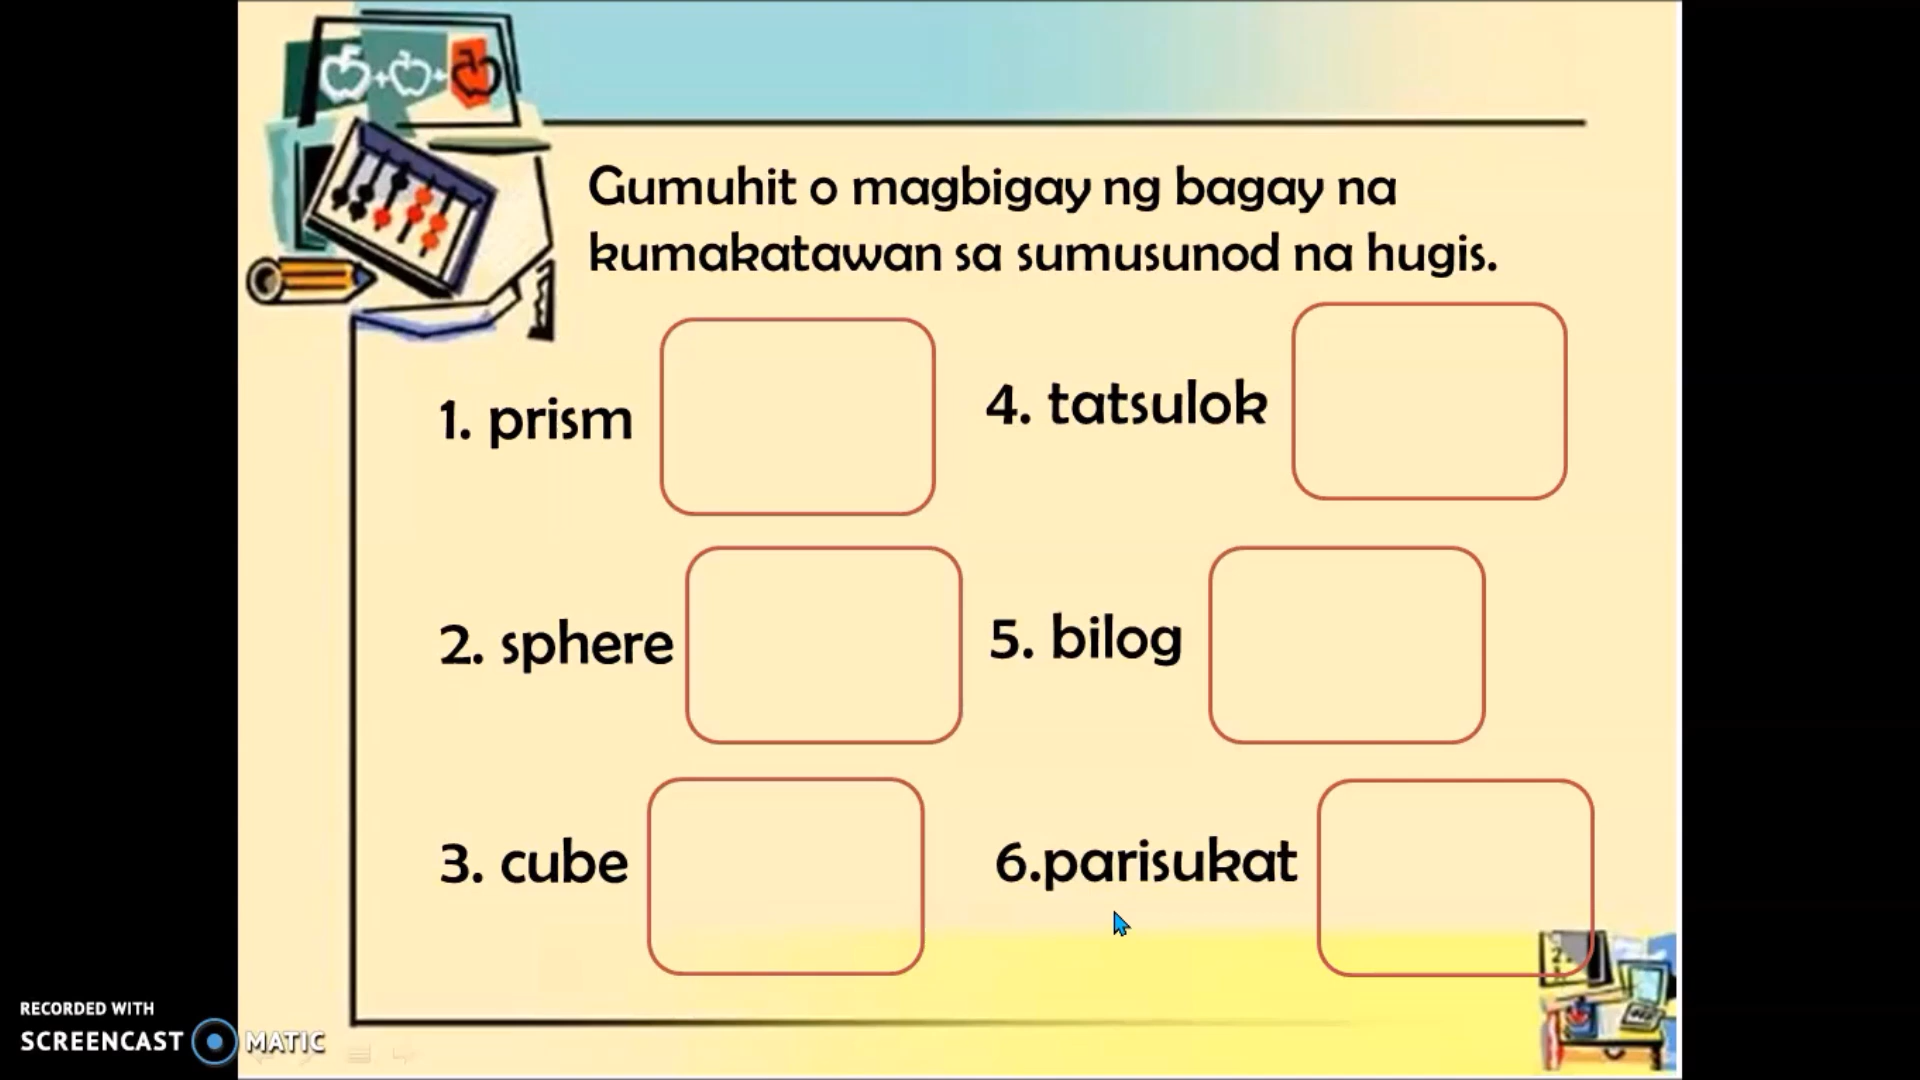 Gumuhit o magbigay ng bagay na
kumakatawan sa sumusunod na hugis.
1. prism
4. tatsulok
2. sphere
5. bilog
3. cube
6.parisukat
RECORDED WITH
SCREENCAST MATIC